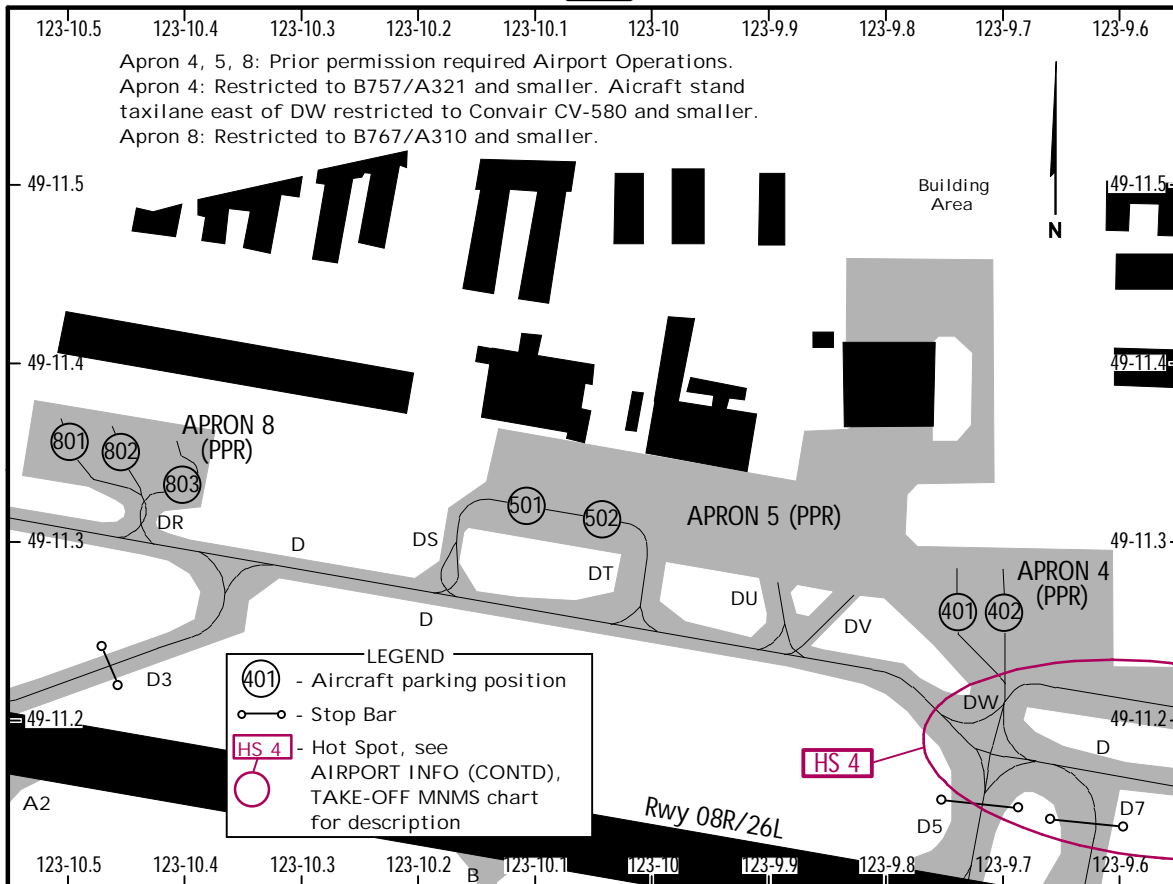 123-10.5 123-10.4 123-10.3 123-10.2 123-10.1 123-10 123-9.9 123-9.8 123-9.7 123-9.6
Apron 4, 5, 8: Prior permission required Airport Operations.
Apron 4: Restricted to B757/A321 and smaller. Aicraft stand
taxilane east of DW restricted to Convair CV-580 and smaller.
Apron 8: Restricted to B767/A310 and smaller.
49-11.5
Building
Area
49-11.5
N
49-11.4
49-11.4
APRON 8
(PPR)
801
802
803
DR
501
502
APRON 5 (PPR)
49-11.3
D
DS
DT
DU
DV
D
49-11.3
APRON 4
(PPR)
401
402
D3
LEGEND
401 - Aircraft parking position
- Stop Bar
HS 4 - Hot Spot, see
AIRPORT INFO (CONTD),
TAKE-OFF MNMS chart
for description
49-11.2
DW
49-11.2
D
HS 4
A2
Rwy 08R/26L
D5
D7
B
123-10.5 123-10.4 123-10.3 123-10.2 123-10.1 123-10 123-9.9 123-9.8 123-9.7 123-9.6